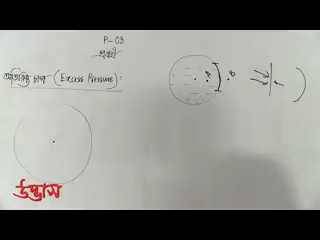 P-03
অতিরিক্ত চাপ (Excess Pressure):
A
B
উদ্ভাস